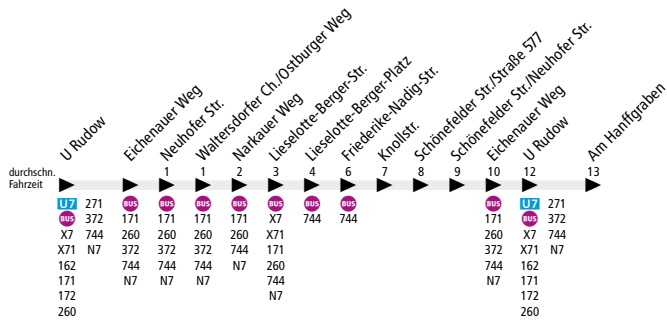 U Rudow
Eichenauer Weg
Neuhofer Str.
Waltersdorfer Ch./Ostburger Weg
Narkauer Weg
Lieselotte-Berger-Str.
Lieselotte-Berger-Platz
Friederike-Nadig-Str.
Knollstr.
Schönefelder Str./Straße 577
Schönefelder Str./Neuhofer Str.
Eichenauer Weg
U Rudow
Am Hanffgraben
durchschn. 1 1 2 3 4 6 7 8 9 10 12 13
Fahrzeit
U7 271 BUS BUS BUS BUS BUS BUS BUS BUS U7 271
BUS 372 171 171 171 171 X7 744 744 171 BUS 372
X7 744 260 260 260 260 X71 260 X7 744
X71 N7 372 372 372 744 171 372 X71 N7
162 744 744 744 N7 260 744 162
171 N7 N7 N7 744 N7 171
172 N7 172
260 260